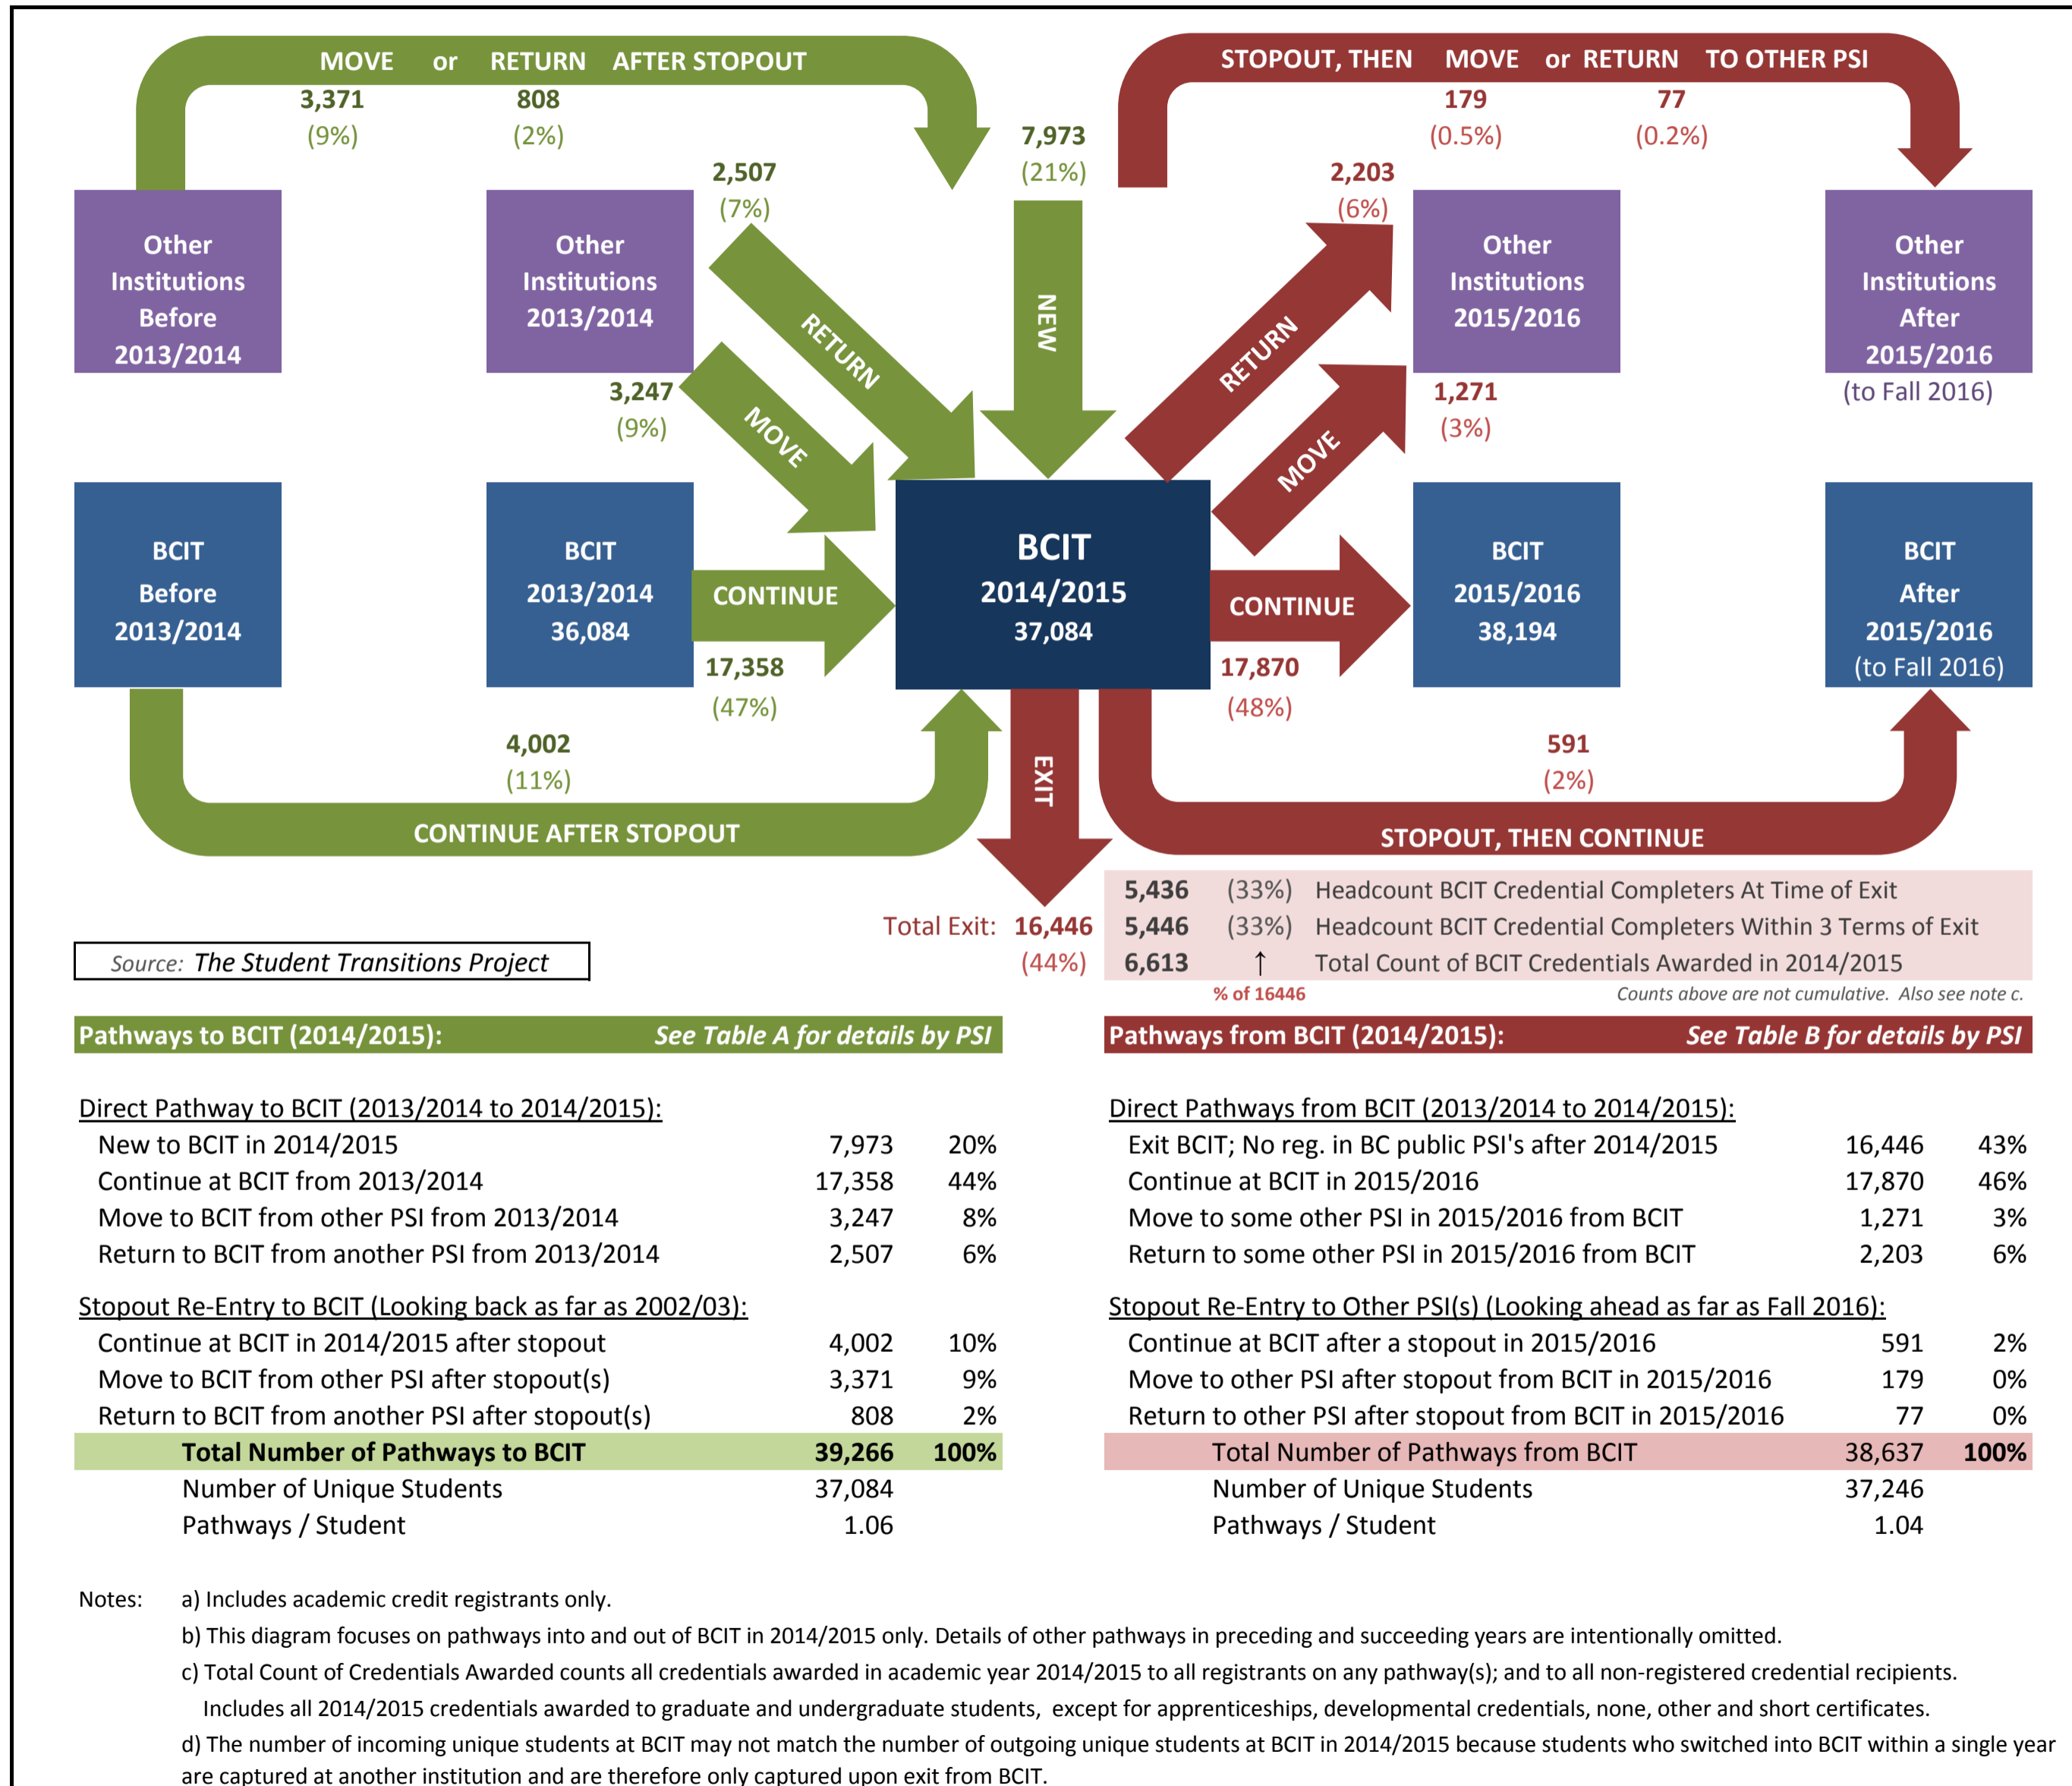 MOVE or RETURN AFTER STOPOUT
3,371 808
(9%) (2%)
STOPOUT, THEN MOVE or RETURN TO OTHER PSI
179 77
(0.5%) (0.2%)
7,973
(21%)
2,507
(7%)
2,203
(6%)
Other
Institutions
Before
2013/2014
Other
Institutions
2013/2014
RETURN
NEW
RETURN
Other
Institutions
2015/2016
Other
Institutions
After
2015/2016
(to Fall 2016)
3,247
(9%)
MOVE
MOVE
1,271
(3%)
BCIT
Before
2013/2014
BCIT
2013/2014
36,084
CONTINUE
17,358
(47%)
BCIT
2014/2015
37,084
CONTINUE
17,870
(48%)
BCIT
2015/2016
38,194
BCIT
After
2015/2016
(to Fall 2016)
4,002
(11%)
CONTINUE AFTER STOPOUT
EXIT
591
(2%)
STOPOUT, THEN CONTINUE
Total Exit: 16,446
(44%)
5,436 (33%) Headcount BCIT Credential Completers At Time of Exit
5,446 (33%) Headcount BCIT Credential Completers Within 3 Terms of Exit
6,613 ↑ Total Count of BCIT Credentials Awarded in 2014/2015
% of 16446 Counts above are not cumulative. Also see note c.
Source: The Student Transitions Project
Pathways to BCIT (2014/2015): See Table A for details by PSI
Direct Pathway to BCIT (2013/2014 to 2014/2015):
New to BCIT in 2014/2015 7,973 20%
Continue at BCIT from 2013/2014 17,358 44%
Move to BCIT from other PSI from 2013/2014 3,247 8%
Return to BCIT from another PSI from 2013/2014 2,507 6%
Stopout Re-Entry to BCIT (Looking back as far as 2002/03):
Continue at BCIT in 2014/2015 after stopout 4,002 10%
Move to BCIT from other PSI after stopout(s) 3,371 9%
Return to BCIT from another PSI after stopout(s) 808 2%
Total Number of Pathways to BCIT 39,266 100%
Number of Unique Students 37,084
Pathways / Student 1.06
Pathways from BCIT (2014/2015): See Table B for details by PSI
Direct Pathways from BCIT (2013/2014 to 2014/2015):
Exit BCIT; No reg. in BC public PSI's after 2014/2015 16,446 43%
Continue at BCIT in 2015/2016 17,870 46%
Move to some other PSI in 2015/2016 from BCIT 1,271 3%
Return to some other PSI in 2015/2016 from BCIT 2,203 6%
Stopout Re-Entry to Other PSI(s) (Looking ahead as far as Fall 2016):
Continue at BCIT after a stopout in 2015/2016 591 2%
Move to other PSI after stopout from BCIT in 2015/2016 179 0%
Return to other PSI after stopout from BCIT in 2015/2016 77 0%
Total Number of Pathways from BCIT 38,637 100%
Number of Unique Students 37,246
Pathways / Student 1.04
Notes: a) Includes academic credit registrants only.
b) This diagram focuses on pathways into and out of BCIT in 2014/2015 only. Details of other pathways in preceding and succeeding years are intentionally omitted.
c) Total Count of Credentials Awarded counts all credentials awarded in academic year 2014/2015 to all registrants on any pathway(s); and to all non-registered credential recipients.
Includes all 2014/2015 credentials awarded to graduate and undergraduate students, except for apprenticeships, developmental credentials, none, other and short certificates.
d) The number of incoming unique students at BCIT may not match the number of outgoing unique students at BCIT in 2014/2015 because students who switched into BCIT within a single year
are captured at another institution and are therefore only captured upon exit from BCIT.